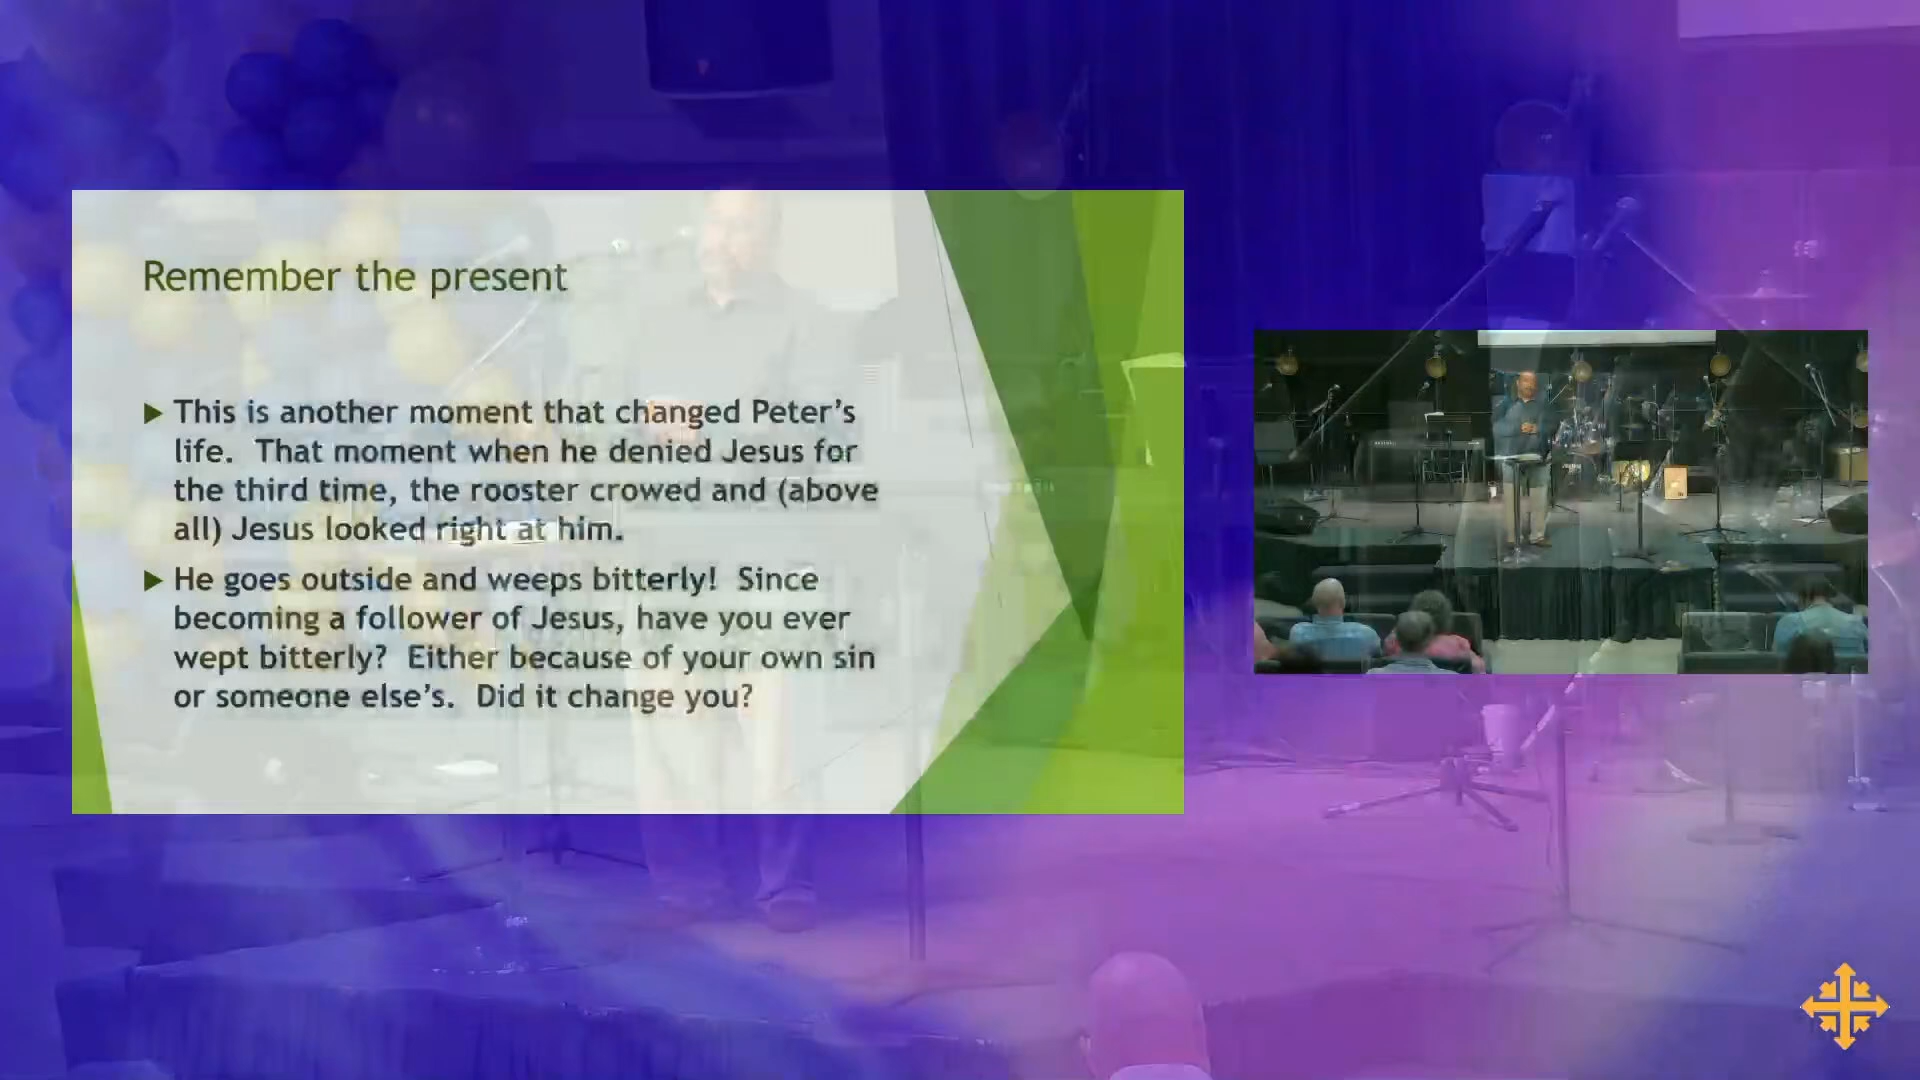 Remember the present
This is another moment that changed Peter’s
life.  That moment when he denied Jesus for
the third time, the rooster crowed and (above
all) Jesus looked right at him.
He goes outside and weeps bitterly!  Since
becoming a follower of Jesus, have you ever
wept bitterly?  Either because of your own sin
or someone else’s.  Did it change you?